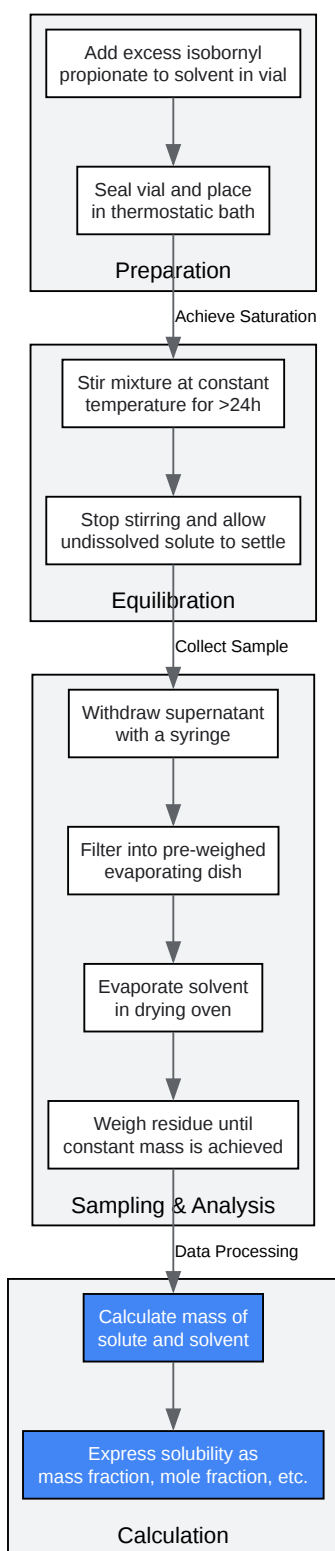 Add excess isobornyl
propionate to solvent in vial
Seal vial and place
in thermostatic bath
Preparation
Achieve Saturation
Stir mixture at constant
temperature for >24h
Stop stirring and allow
undissolved solute to settle
Equilibration
Collect Sample
Withdraw supernatant
with a syringe
Filter into pre-weighed
evaporating dish
Evaporate solvent
in drying oven
Weigh residue until
constant mass is achieved
Sampling & Analysis
Data Processing
Calculate mass of
solute and solvent
Express solubility as
mass fraction, mole fraction, etc.
Calculation